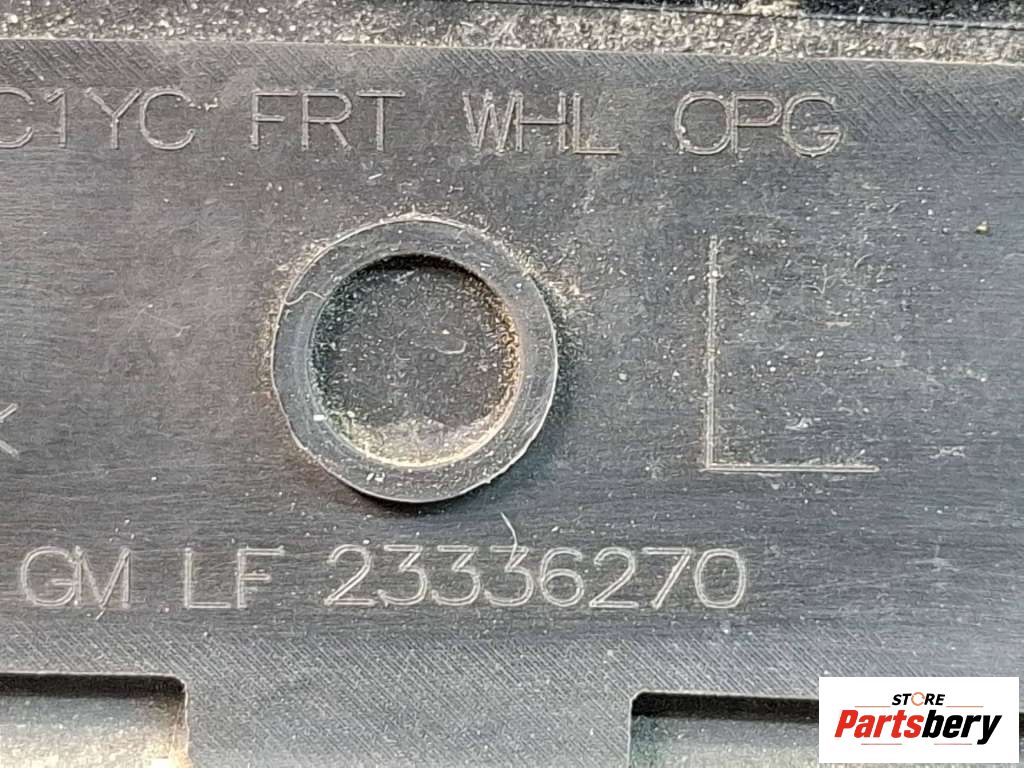 C1YC FRT WHL OPG
L
GM LF 23336270
STORE
Partsbery